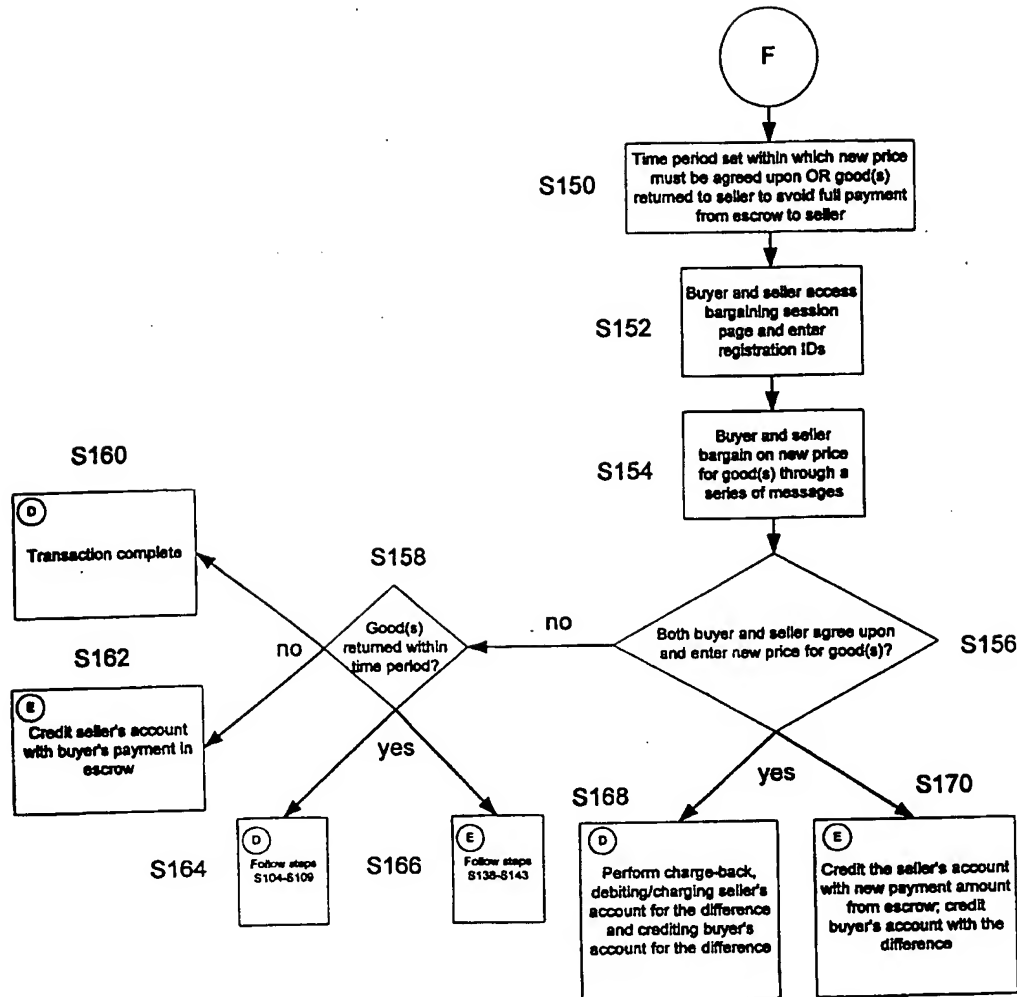 F
S150
Time period set within which new price
must be agreed upon OR good(s)
returned to seller to avoid full payment
from escrow to seller
S152
Buyer and seller access
bargaining session
page and enter
registration IDs
S154
Buyer and seller
bargain on new price
for good(s) through a
series of messages
S156
Both buyer and seller agree upon
and enter new price for good(s)?
no
yes
S158
Good(s)
returned within
time period?
no
yes
S160
D
Transaction complete
S162
E
Credit seller's account
with buyer's payment in
escrow
S164
D
Follow steps
S104-S109
S166
E
Follow steps
S138-S143
S168
D
Perform charge-back,
debiting/charging seller's
account for the difference
and crediting buyer's
account for the difference
S170
E
Credit the seller's account
with new payment amount
from escrow; credit
buyer's account with the
difference